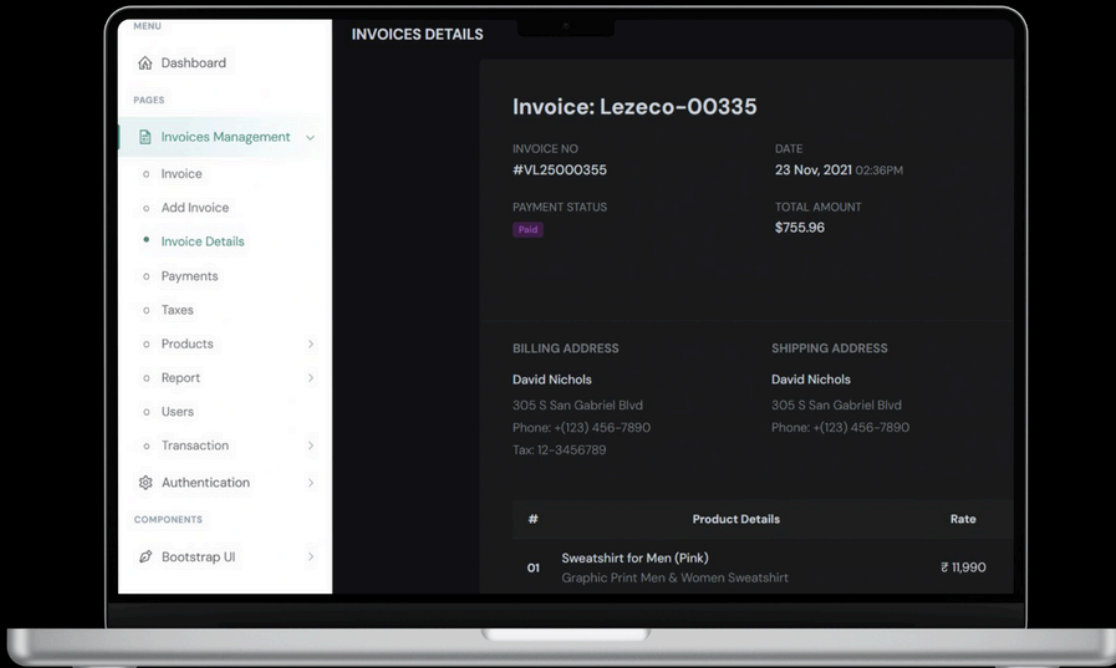 MENU
Dashboard
PAGES
Invoices Management
Invoice
Add Invoice
Invoice Details
Payments
Taxes
Products
Report
Users
Transaction
Authentication
COMPONENTS
Bootstrap UI
INVOICES DETAILS
Invoice: Lezeco-00335
INVOICE NO
#VL25000355
DATE
23 Nov, 2021 02:36PM
PAYMENT STATUS
Paid
TOTAL AMOUNT
$755.96
BILLING ADDRESS
David Nichols
305 S San Gabriel Blvd
Phone: +(123) 456-7890
Tax: 12-3456789
SHIPPING ADDRESS
David Nichols
305 S San Gabriel Blvd
Phone: +(123) 456-7890
# Product Details Rate
01 Sweatshirt for Men (Pink) ₹ 11,990
Graphic Print Men & Women Sweatshirt